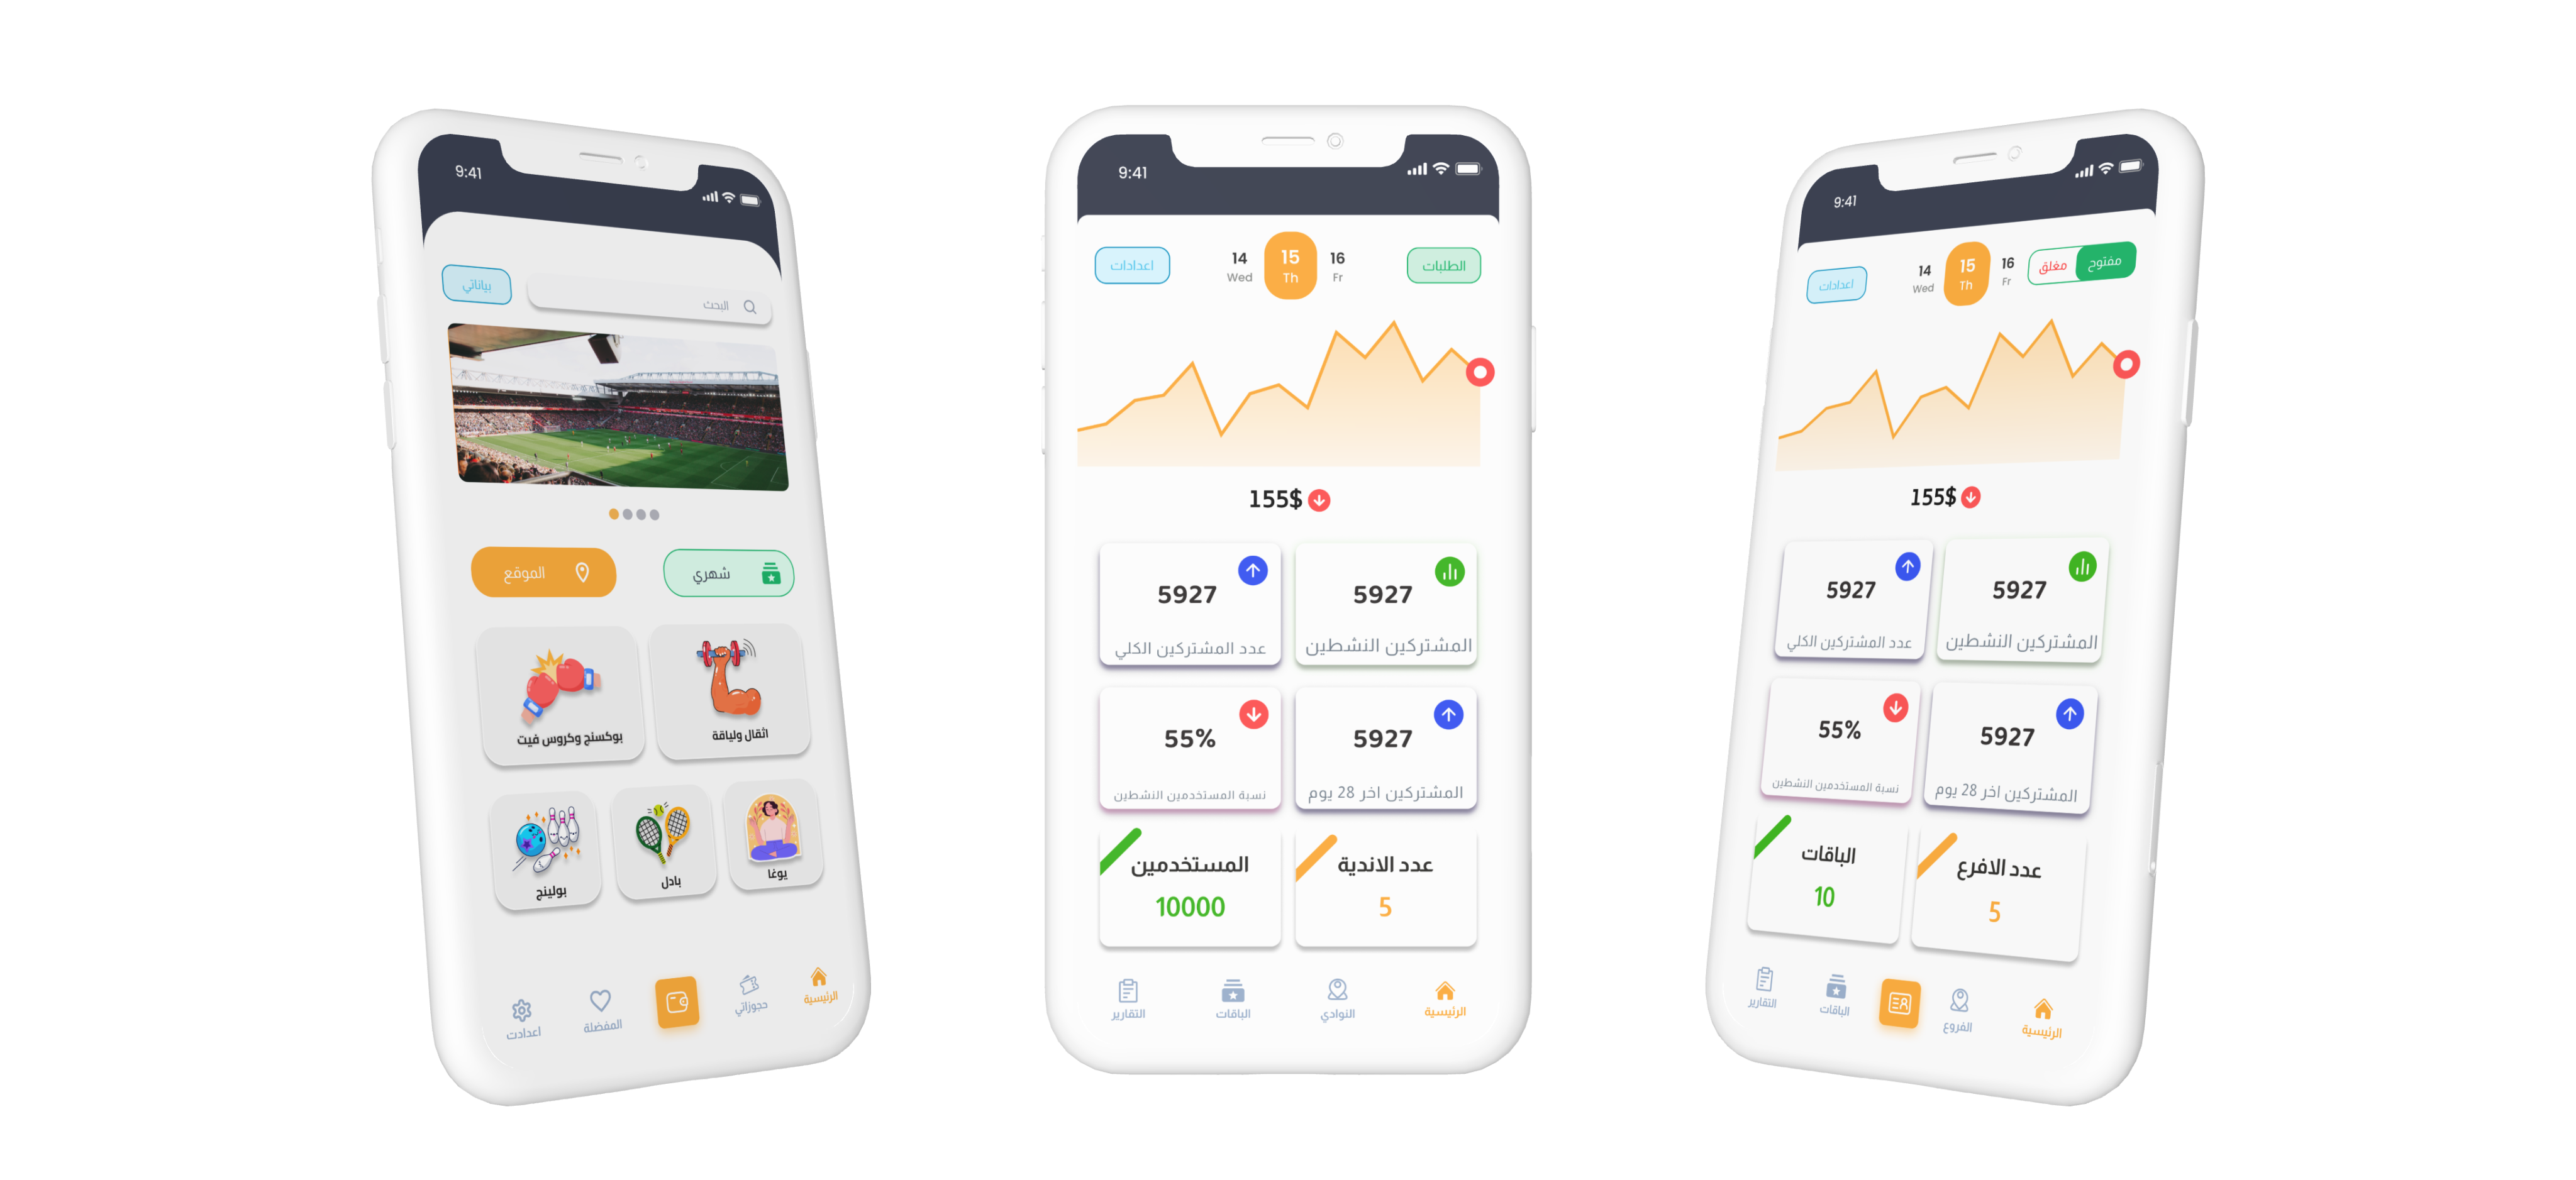 9:41
البحث
بياناتي
شهري
الموقع
اثقال ولياقة
بوكسنج وكروس فيت
يوغا
بادل
بولينج
الرئيسية
حجوزاتي
المفضلة
اعدادت
9:41
الطلبات
14 15 16
Wed Th Fr
اعدادات
155$
5927
المشتركين النشطين
5927
عدد المشتركين الكلي
5927
المشتركين اخر 28 يوم
55%
نسبة المستخدمين النشطين
عدد الاندية
5
المستخدمين
10000
الرئيسية
النوادي
الباقات
التقارير
9:41
مفتوح
مغلق
14 15 16
Wed Th Fr
اعدادات
155$
5927
المشتركين النشطين
5927
عدد المشتركين الكلي
5927
المشتركين اخر 28 يوم
55%
نسبة المستخدمين النشطين
عدد الافرع
5
الباقات
10
الرئيسية
الفروع
الباقات
التقارير